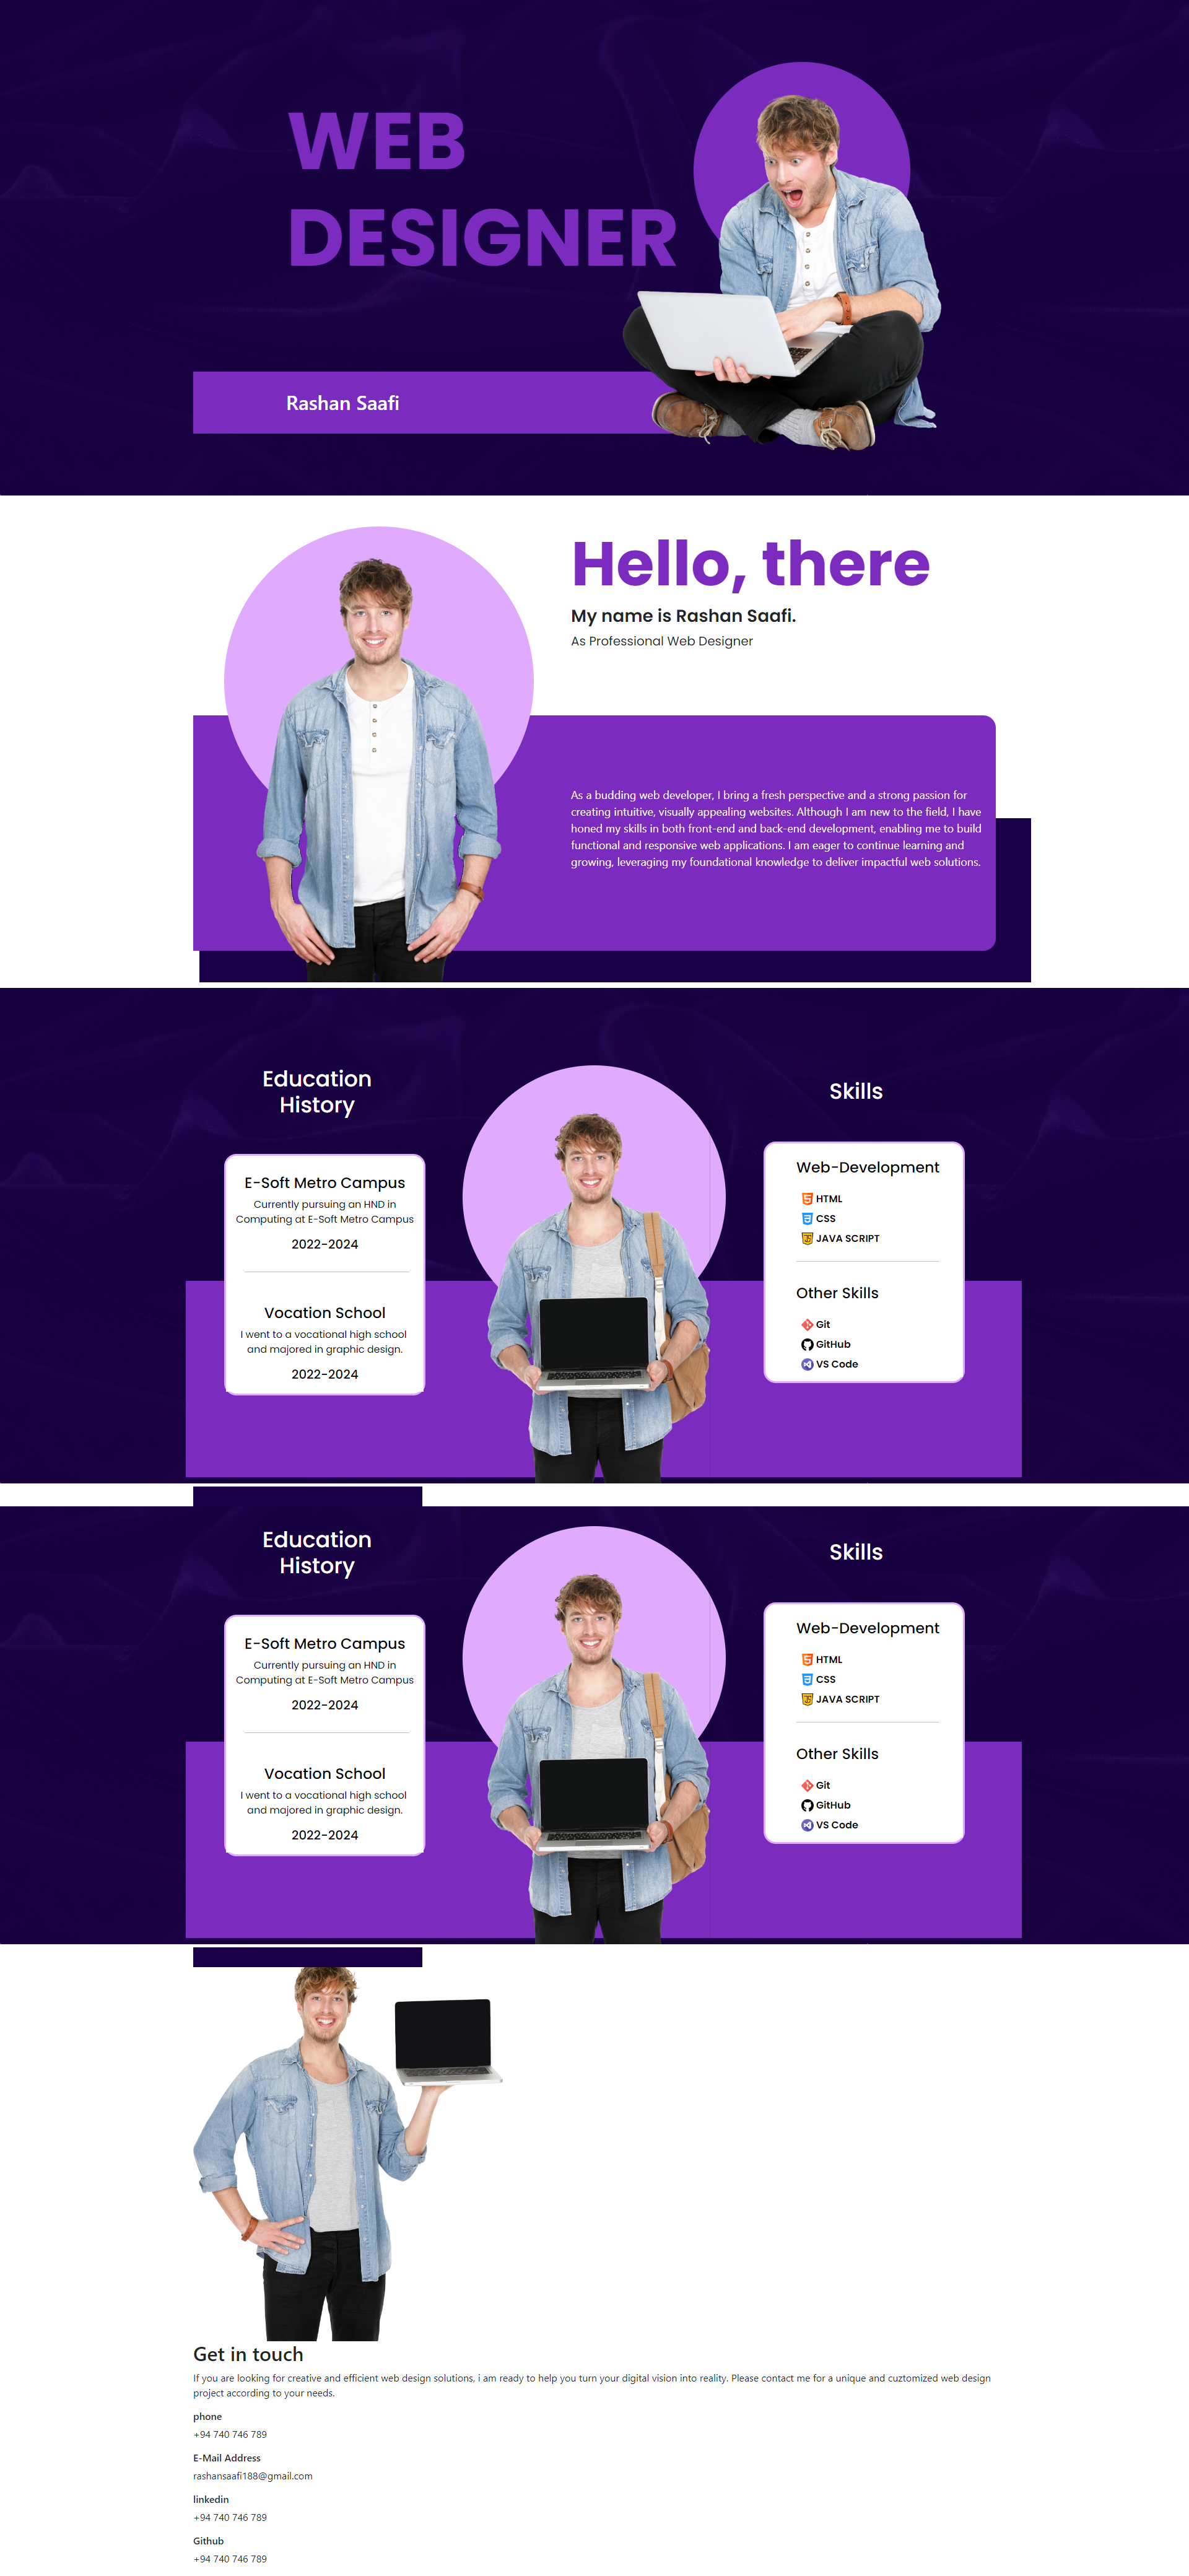 WEB
DESIGNER
Rashan Saafi
Hello, there
My name is Rashan Saafi.
As Professional Web Designer
As a budding web developer, I bring a fresh perspective and a strong passion for
creating intuitive, visually appealing websites. Although I am new to the field, I have
honed my skills in both front-end and back-end development, enabling me to build
functional and responsive web applications. I am eager to continue learning and
growing, leveraging my foundational knowledge to deliver impactful web solutions.
Education
History
E-Soft Metro Campus
Currently pursuing an HND in
Computing at E-Soft Metro Campus
2022-2024
Vocation School
I went to a vocational high school
and majored in graphic design.
2022-2024
Skills
Web-Development
HTML
CSS
JAVA SCRIPT
Other Skills
Git
GitHub
VS Code
Education
History
E-Soft Metro Campus
Currently pursuing an HND in
Computing at E-Soft Metro Campus
2022-2024
Vocation School
I went to a vocational high school
and majored in graphic design.
2022-2024
Skills
Web-Development
HTML
CSS
JAVA SCRIPT
Other Skills
Git
GitHub
VS Code
Get in touch
If you are looking for creative and efficient web design solutions, i am ready to help you turn your digital vision into reality. Please contact me for a unique and cuztomized web design
project according to your needs.
phone
+94 740 746 789
E-Mail Address
rashansaafi188@gmail.com
linkedin
+94 740 746 789
Github
+94 740 746 789